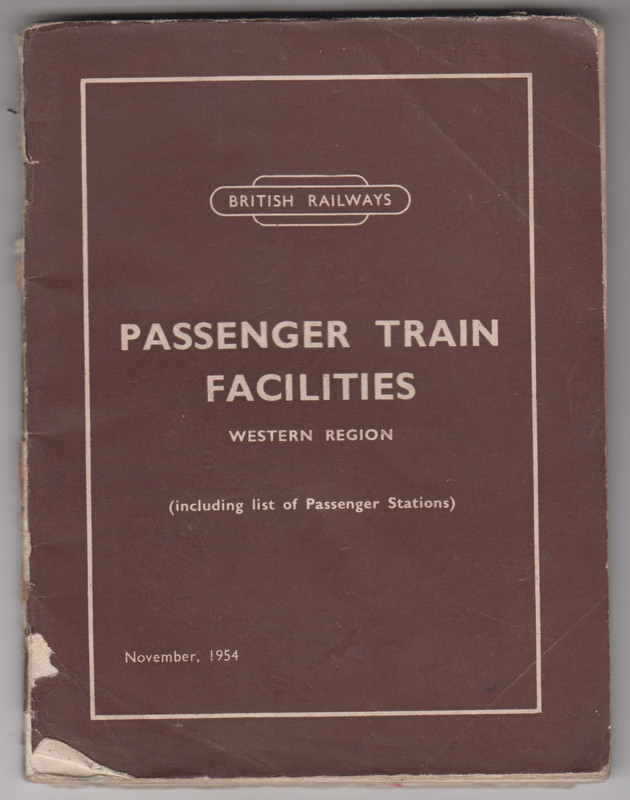 BRITISH RAILWAYS
PASSENGER TRAIN
FACILITIES
WESTERN REGION
(including list of Passenger Stations)
November, 1954